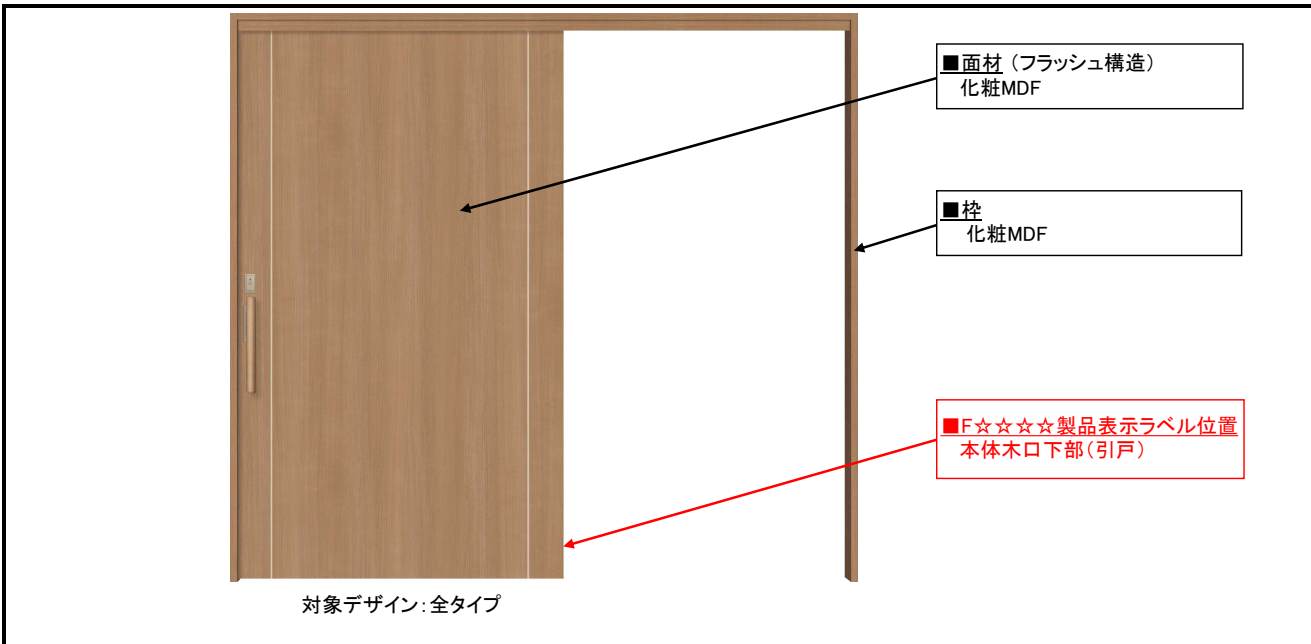 ■面材（フラッシュ構造）
化粧MDF
■枠
化粧MDF
■F☆☆☆☆製品表示ラベル位置
本体木口下部（引戸）
対象デザイン：全タイプ